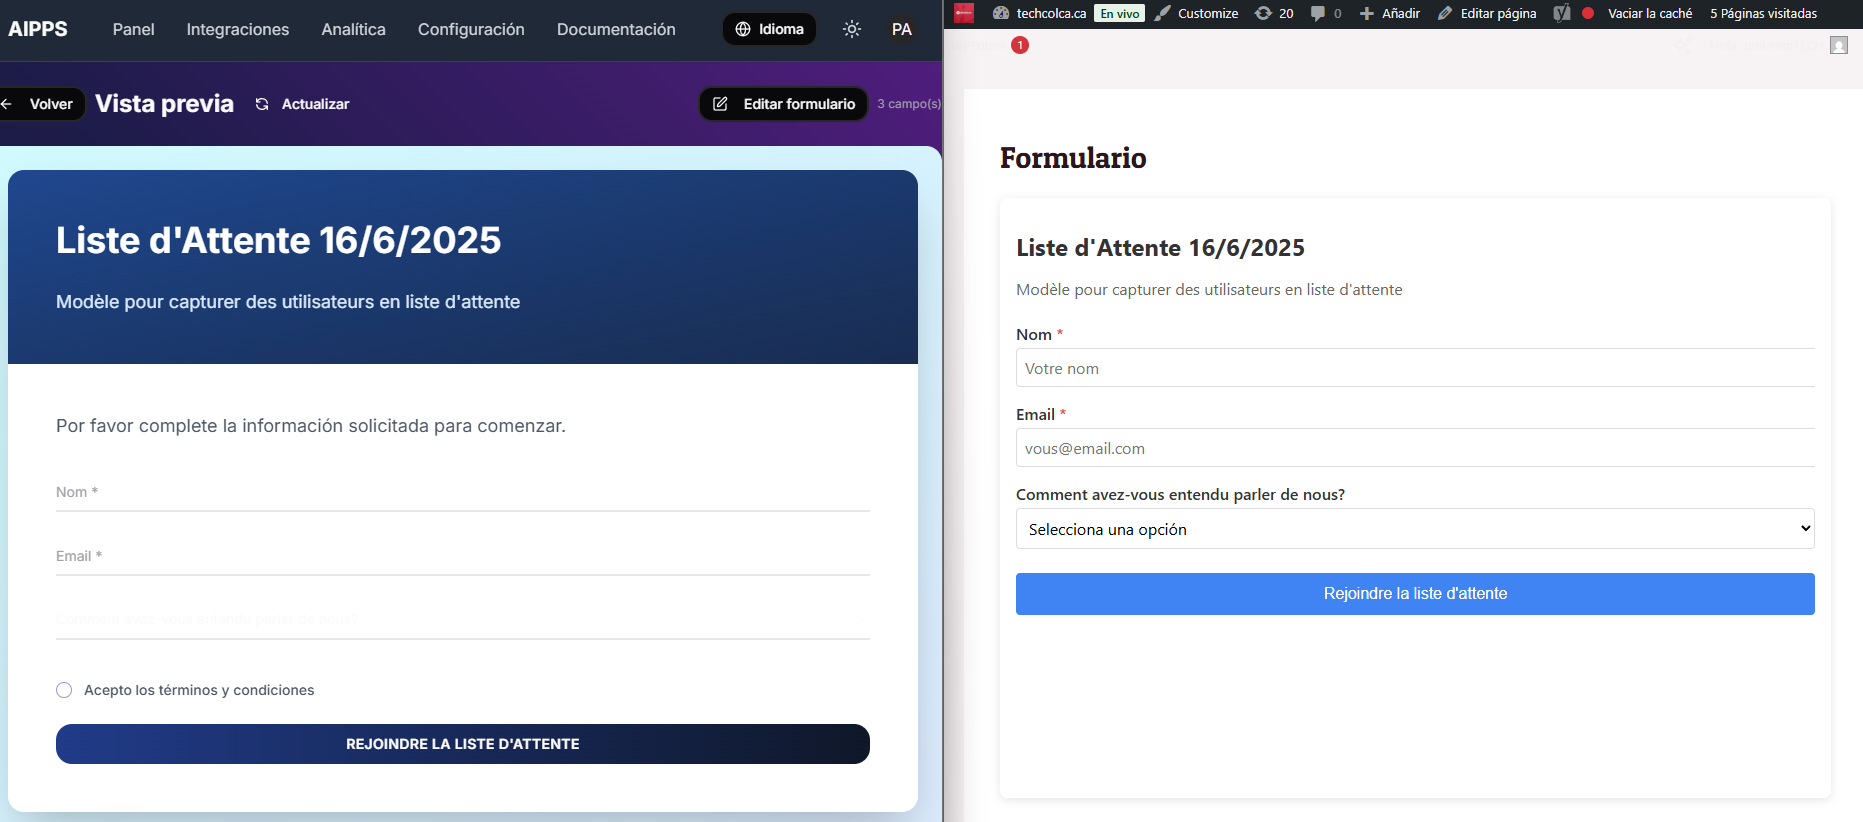 AIPPS
Panel
Integraciones
Analítica
Configuración
Documentación
Idioma
PA
Volver
Vista previa
Actualizar
Editar formulario
3 campo(s)
Liste d'Attente 16/6/2025
Modèle pour capturer des utilisateurs en liste d'attente
Por favor complete la información solicitada para comenzar.
Nom *
Email *
Comment avez-vous entendu parler de nous?
Acepto los términos y condiciones
REJOINDRE LA LISTE D'ATTENTE
techcolca.ca
En vivo
Customize
20
0
Añadir
Editar página
Vaciar la caché
5 Páginas visitadas
1
Formulario
Liste d'Attente 16/6/2025
Modèle pour capturer des utilisateurs en liste d'attente
Nom *
Votre nom
Email *
vous@email.com
Comment avez-vous entendu parler de nous?
Selecciona una opción
Rejoindre la liste d'attente